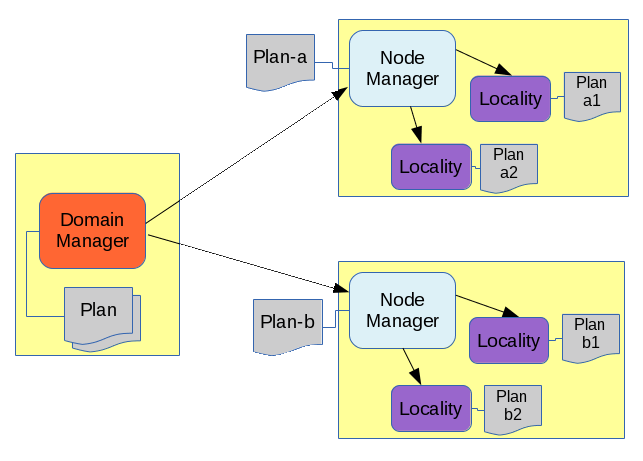 Domain
Manager
Plan
Plan-a
Node
Manager
Locality
Plan
a1
Locality
Plan
a2
Plan-b
Node
Manager
Locality
Plan
b1
Locality
Plan
b2